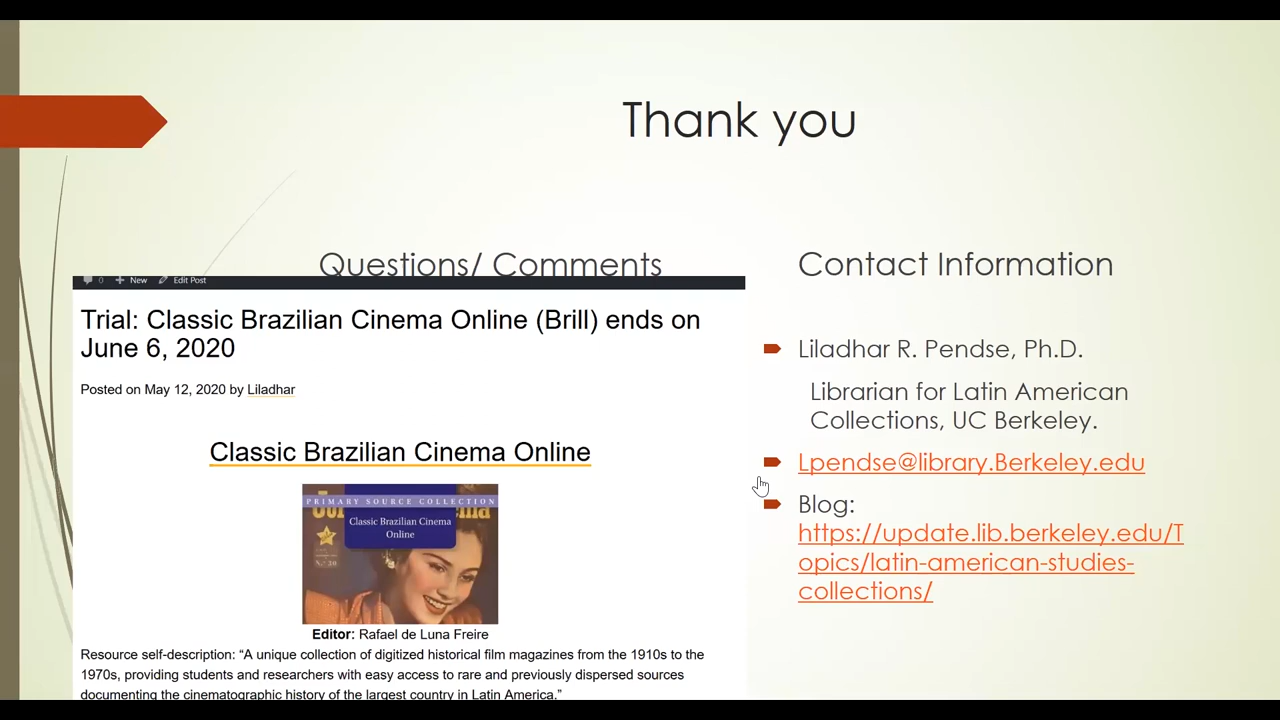 Thank you
Questions/ Comments
0 New Edit Post
Trial: Classic Brazilian Cinema Online (Brill) ends on
June 6, 2020
Posted on May 12, 2020 by Liladhar
Classic Brazilian Cinema Online
PRIMARY SOURCE COLLECTION
Classic Brazilian Cinema
Online
N.º 20
Editor: Rafael de Luna Freire
Resource self-description: “A unique collection of digitized historical film magazines from the 1910s to the
1970s, providing students and researchers with easy access to rare and previously dispersed sources
documenting the cinematographic history of the largest country in Latin America.”
Contact Information
Liladhar R. Pendse, Ph.D.
Librarian for Latin American
Collections, UC Berkeley.
Lpendse@library.Berkeley.edu
Blog:
https://update.lib.berkeley.edu/T
opics/latin-american-studies-
collections/